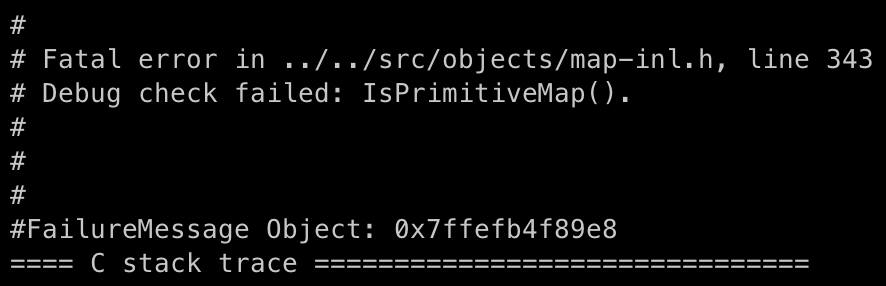 #
# Fatal error in ../../src/objects/map-inl.h, line 343
# Debug check failed: IsPrimitiveMap().
#
#
#
#FailureMessage Object: 0x7ffefb4f89e8
==== C stack trace ===============================